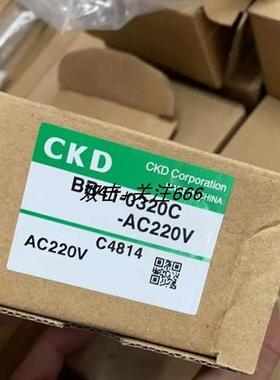 CKD
CKD Corporation
CHINA
双击-关注666
-0320C
-AC220V
AC220V
C4814